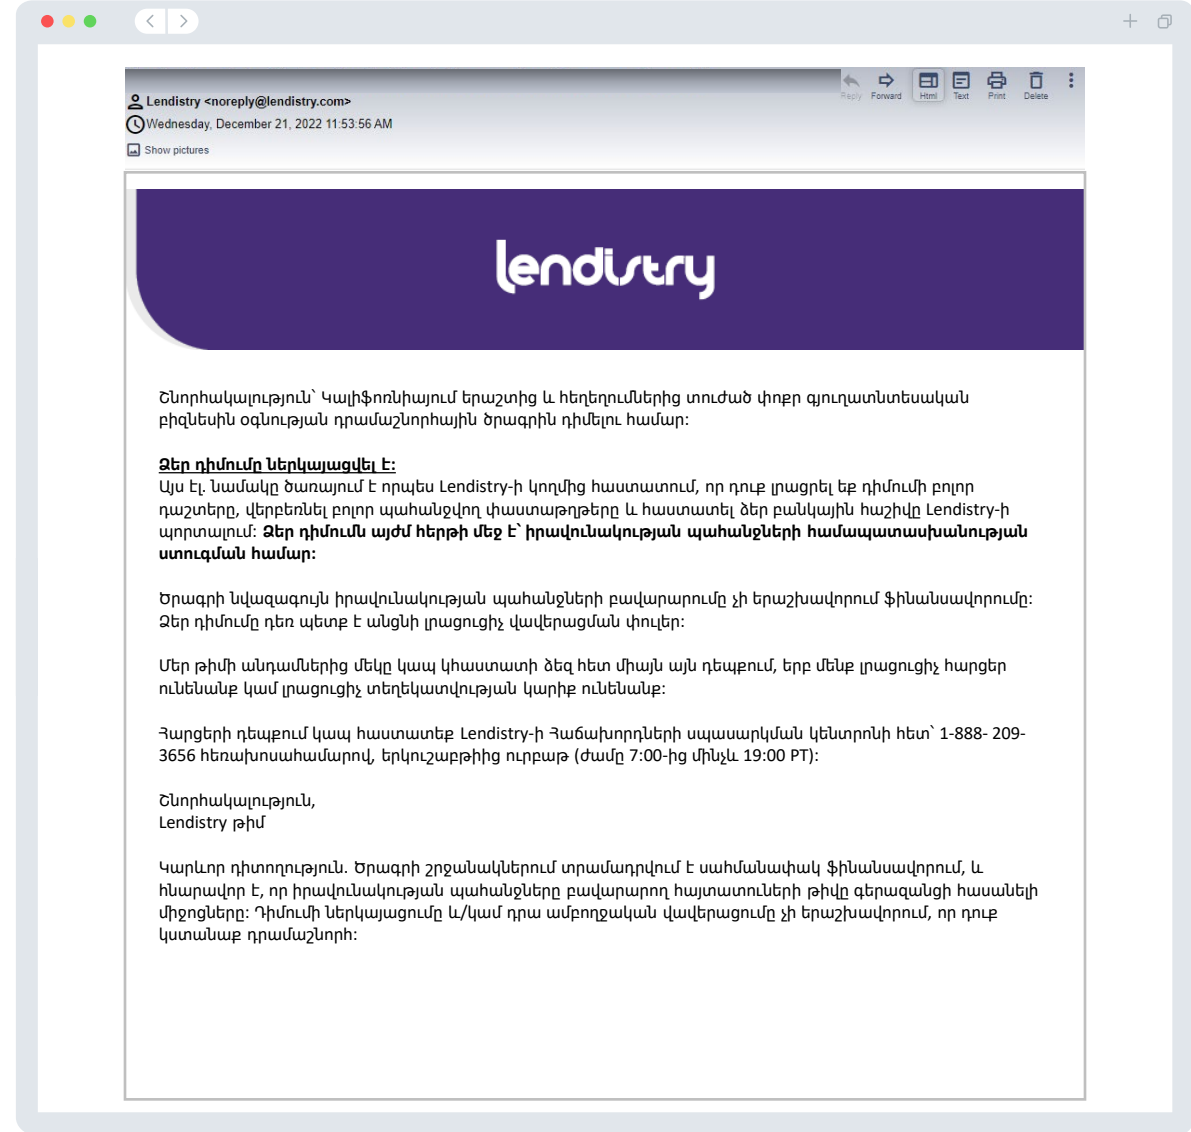 Reply Forward Html Text Print Delete
Lendistry <noreply@lendistry.com>
Wednesday, December 21, 2022 11:53:56 AM
Show pictures
lendistry
Շնորհակալություն՝ Կալիֆոռնիայում երաշտից և հեղեղումներից տուժած փոքր գյուղատնտեսական
բիզնեսին օգնության դրամաշնորհային ծրագրին դիմելու համար:
Ձեր դիմումը ներկայացվել է:
Այս էլ. նամակը ծառայում է որպես Lendistry-ի կողմից հաստատում, որ դուք լրացրել եք դիմումի բոլոր
դաշտերը, վերբեռնել բոլոր պահանջվող փաստաթղթերը և հաստատել ձեր բանկային հաշիվը Lendistry-ի
պորտալում: Ձեր դիմումն այժմ հերթի մեջ է՝ իրավունակության պահանջների համապատասխանության
ստուգման համար:
Ծրագրի նվազագույն իրավունակության պահանջների բավարարումը չի երաշխավորում ֆինանսավորումը:
Ձեր դիմումը դեռ պետք է անցնի լրացուցիչ վավերացման փուլեր:
Մեր թիմի անդամներից մեկը կապ կհաստատի ձեզ հետ միայն այն դեպքում, երբ մենք լրացուցիչ հարցեր
ունենանք կամ լրացուցիչ տեղեկատվության կարիք ունենանք:
Հարցերի դեպքում կապ հաստատեք Lendistry-ի Հաճախորդների սպասարկման կենտրոնի հետ՝ 1-888- 209-
3656 հեռախոսահամարով, երկուշաբթիից ուրբաթ (ժամը 7:00-ից մինչև 19:00 PT):
Շնորհակալություն,
Lendistry թիմ
Կարևոր դիտողություն. Ծրագրի շրջանակներում տրամադրվում է սահմանափակ ֆինանսավորում, և
հնարավոր է, որ իրավունակության պահանջները բավարարող հայտատուների թիվը գերազանցի հասանելի
միջոցները: Դիմումի ներկայացումը և/կամ դրա ամբողջական վավերացումը չի երաշխավորում, որ դուք
կստանաք դրամաշնորհ: